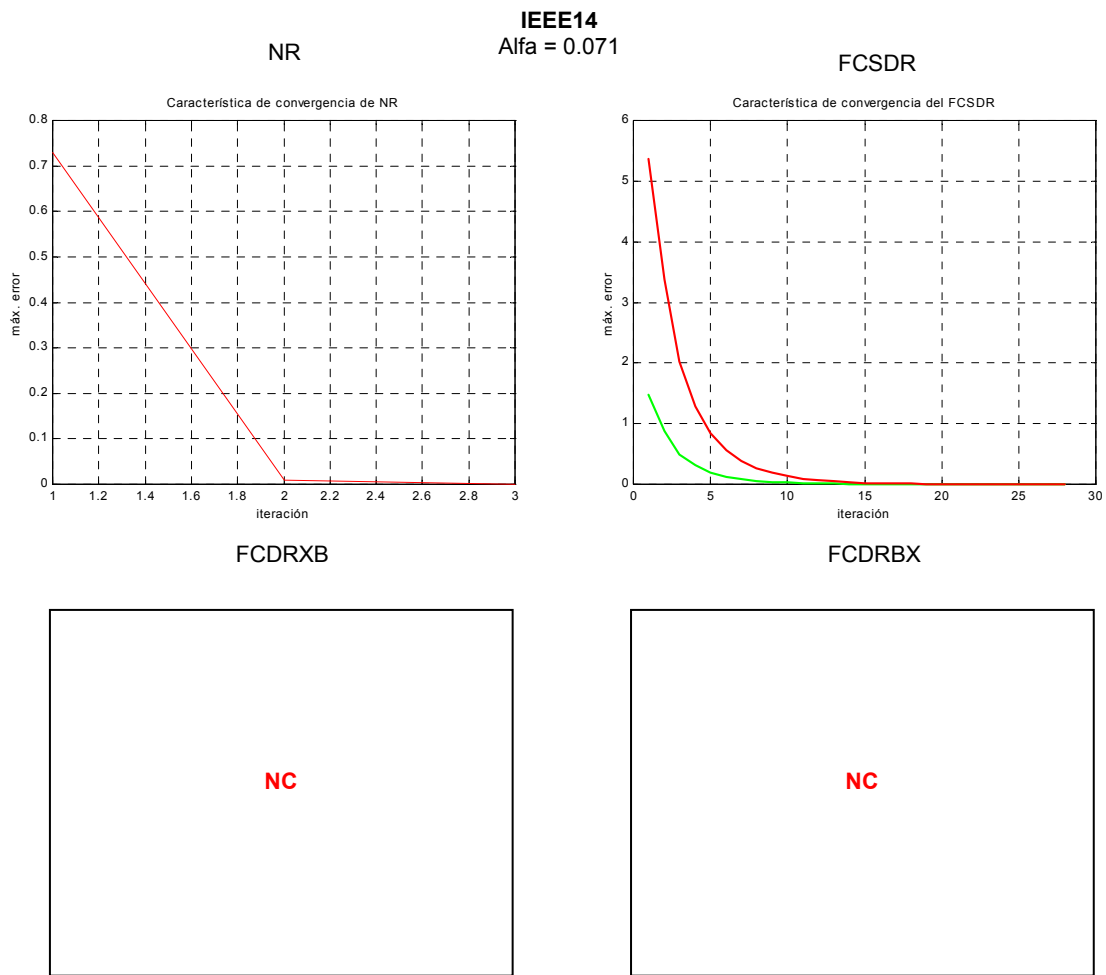 IEEE14
Alfa = 0.071
NR
FCSDR
Característica de convergencia de NR
0.8
0.7
0.6
0.5
0.4
0.3
0.2
0.1
0
máx. error
1 1.2 1.4 1.6 1.8 2 2.2 2.4 2.6 2.8 3
iteración
Característica de convergencia del FCSDR
6
5
4
3
2
1
0
máx. error
0 5 10 15 20 25 30
iteración
FCDRXB
FCDRBX
NC
NC